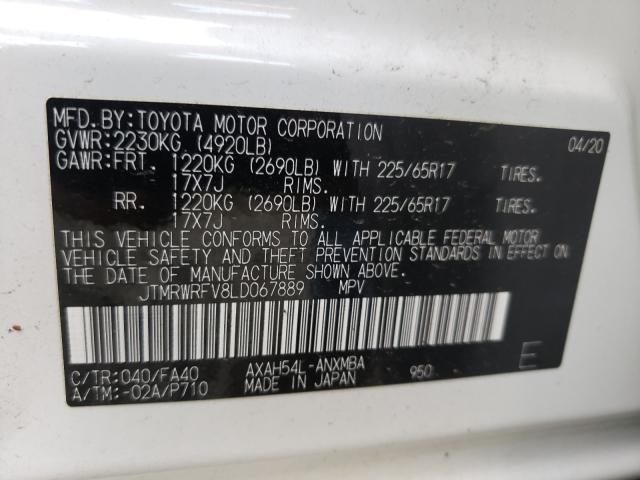 MFD.BY:TOYOTA MOTOR CORPORATION 04/20
GVWR:2230KG (4920LB)
GAWR:FRT. 1220KG (2690LB) WITH 225/65R17 TIRES.
17X7J RIMS.
RR. 1220KG (2690LB) WITH 225/65R17 TIRES.
17X7J RIMS.
THIS VEHICLE CONFORMS TO ALL APPLICABLE FEDERAL MOTOR
VEHICLE SAFETY AND THEFT PREVENTION STANDARDS IN EFFECT ON
THE DATE OF MANUFACTURE SHOWN ABOVE.
JTMRWRFV8LD067889 MPV
C/TR:040/FA40 AXAH54L-ANXMBA 950 E
A/TM:-02A/P710 MADE IN JAPAN